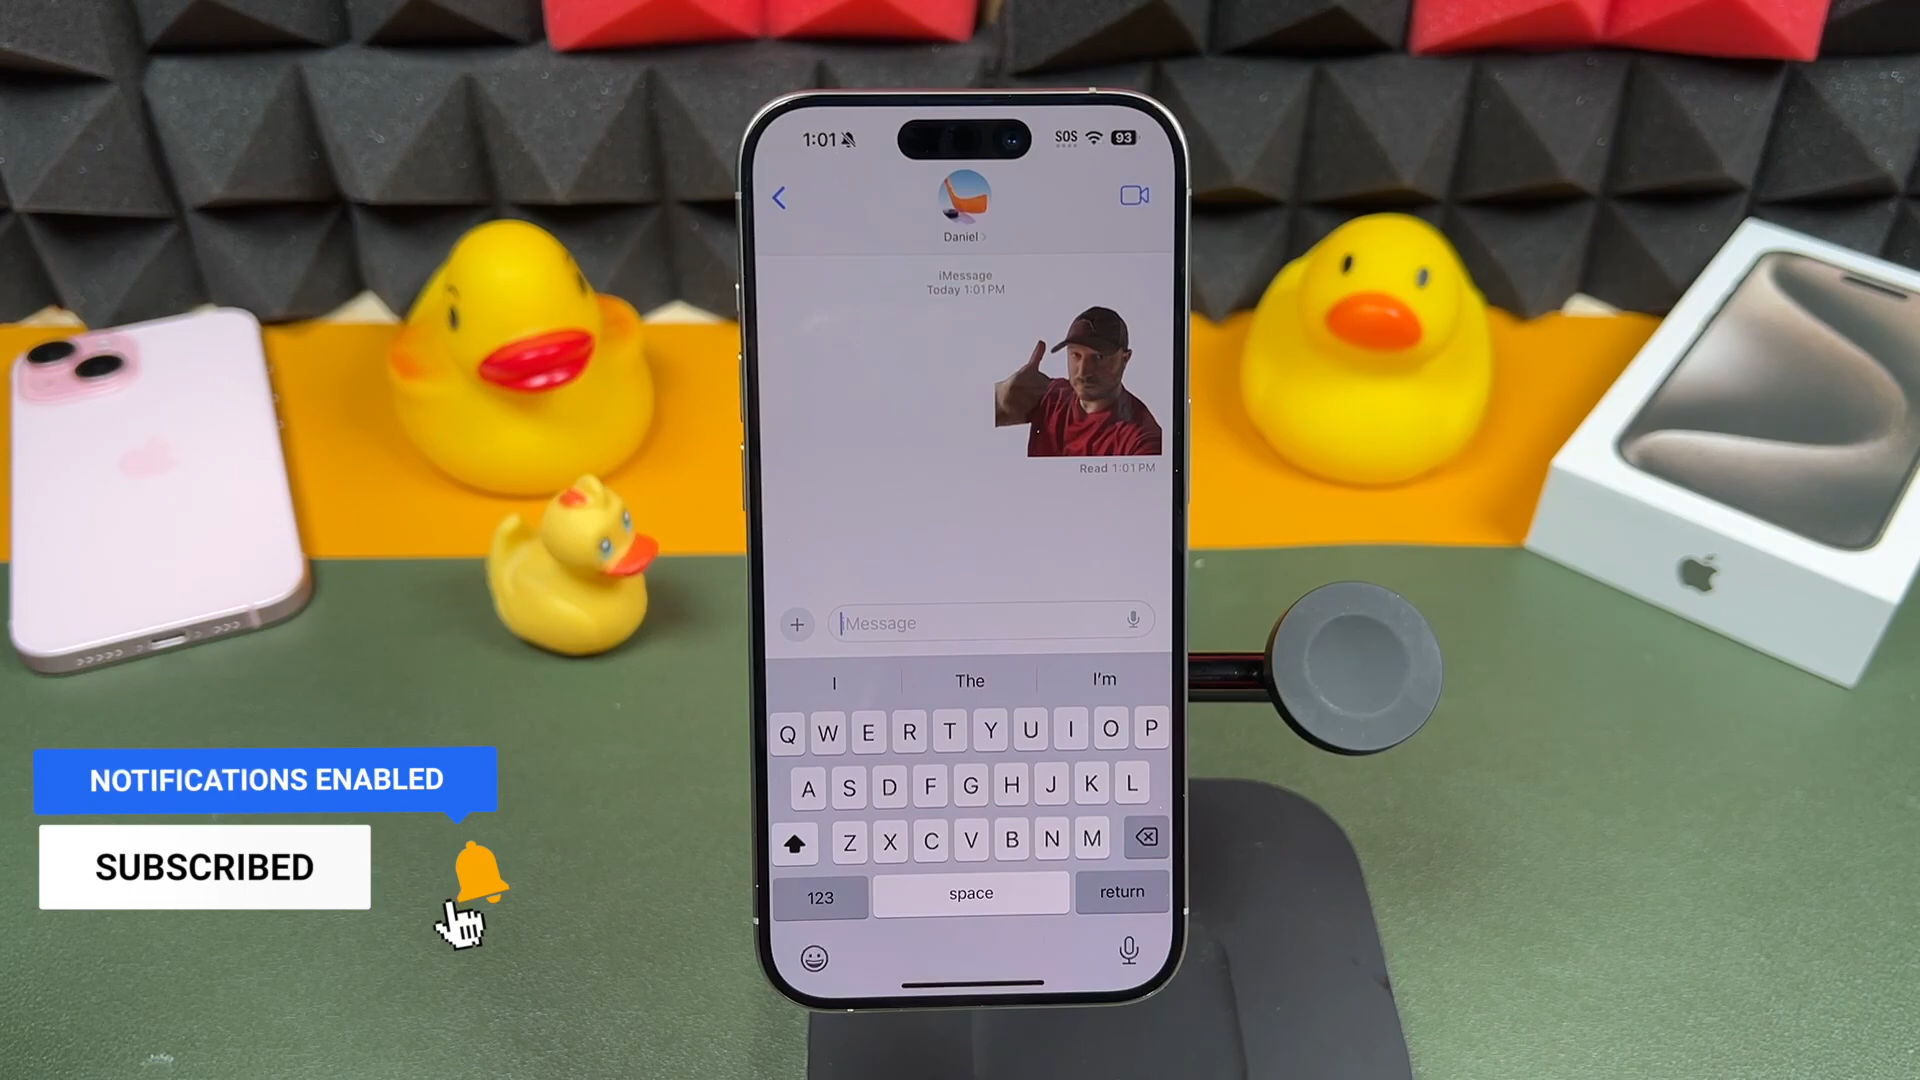 1:01
SOS
93
Daniel
iMessage
Today 1:01 PM
Read 1:01 PM
iMessage
I
The
I'm
Q W E R T Y U I O P
A S D F G H J K L
Z X C V B N M
123
space
return
NOTIFICATIONS ENABLED
SUBSCRIBED